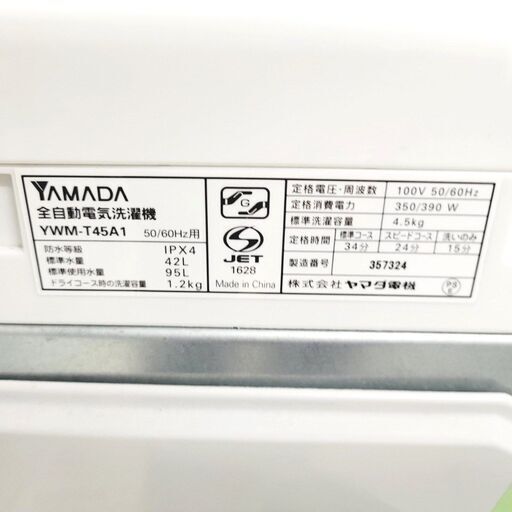 YAMADA
全自動電気洗濯機
YWM-T45A1 50/60Hz用
防水等級 IPX4
標準水量 42L
標準使用水量 95L
ドライコース時の洗濯容量 1.2kg
G
S
JET
1628
Made in China
定格電圧・周波数 100V 50/60Hz
定格消費電力 350/390 W
標準洗濯容量 4.5kg
定格時間 標準コース スピードコース 洗いのみ
34分 24分 15分
製造番号 357324
株式会社 ヤマダ電機
PS
E